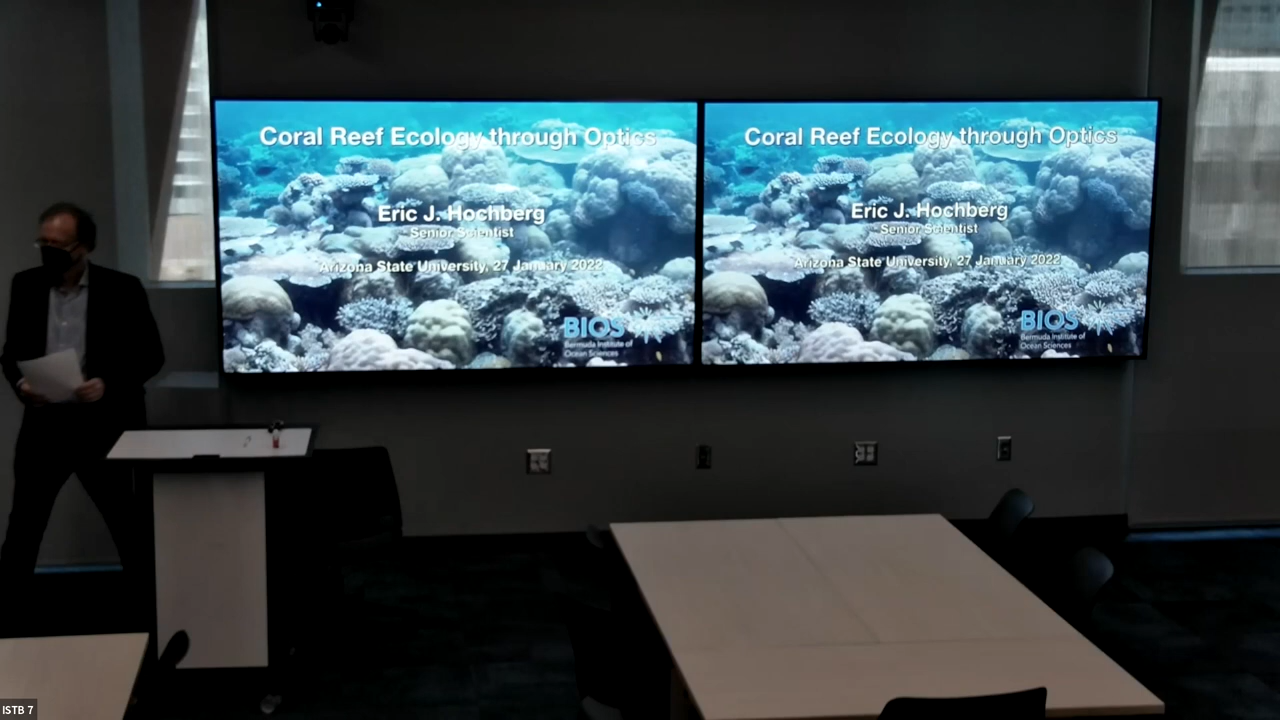 Coral Reef Ecology through Optics
Eric J. Hochberg
Senior Scientist
Arizona State University, 27 January 2022
BIOS
Bermuda Institute of
Ocean Sciences
Coral Reef Ecology through Optics
Eric J. Hochberg
Senior Scientist
Arizona State University, 27 January 2022
BIOS
Bermuda Institute of
Ocean Sciences
ISTB 7